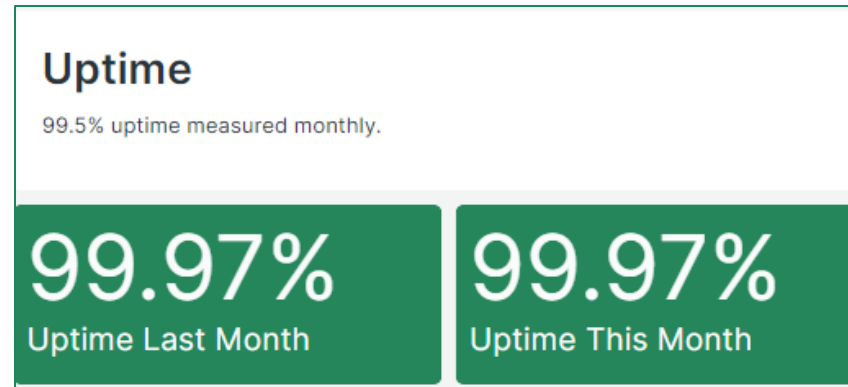 Uptime
99.5% uptime measured monthly.
99.97%
Uptime Last Month
99.97%
Uptime This Month